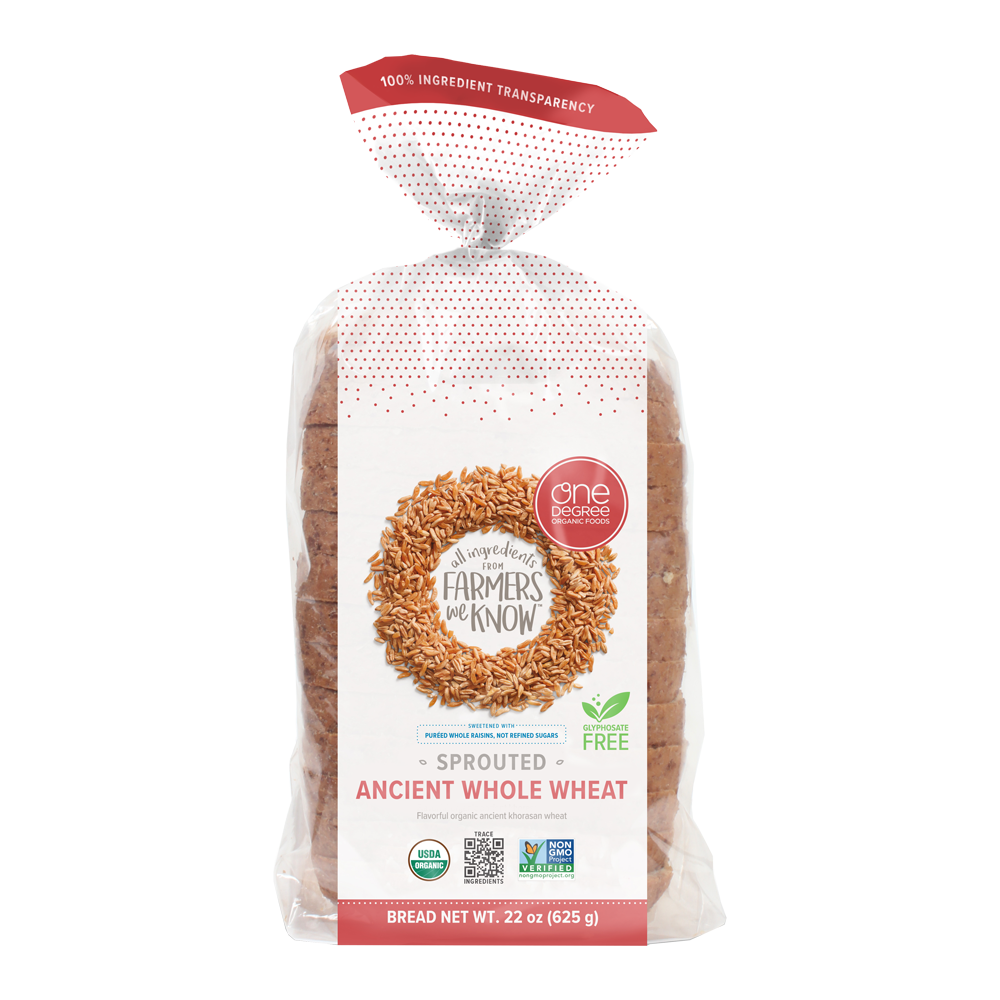 100% INGREDIENT TRANSPARENCY
one
DEGREE
ORGANIC FOODS
all ingredients
FROM
FARMERS
we KNOW™
SWEETENED WITH
PURÉED WHOLE RAISINS, NOT REFINED SUGARS
GLYPHOSATE
FREE
SPROUTED
ANCIENT WHOLE WHEAT
Flavorful organic ancient khorasan wheat
USDA
ORGANIC
TRACE
INGREDIENTS
NON
GMO
Project
VERIFIED
nongmoproject.org
BREAD NET WT. 22 oz (625 g)